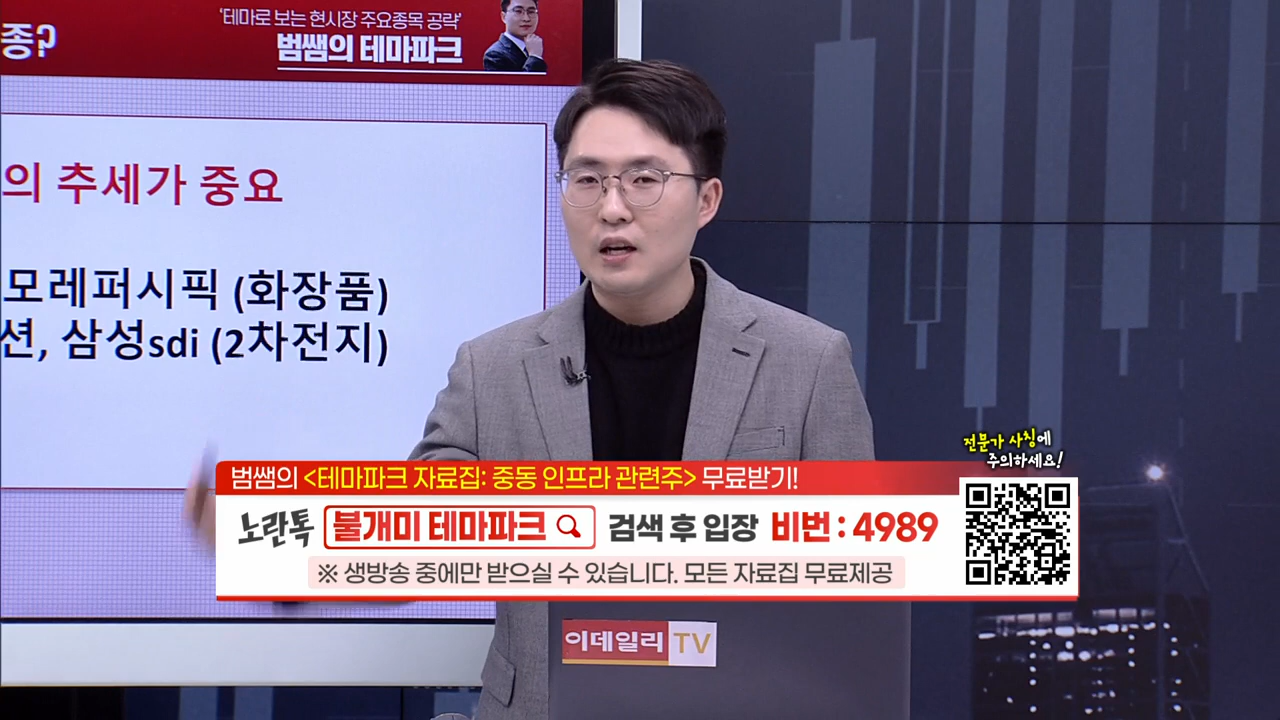 종?
'테마로 보는 현시장 주요종목 공략'
범쌤의 테마파크
의 추세가 중요
모레퍼시픽 (화장품)
션, 삼성sdi (2차전지)
전문가 사칭에
주의하세요!
범쌤의 <테마파크 자료집: 중동 인프라 관련주> 무료받기!
노란톡 불개미 테마파크 검색 후 입장 비번 : 4989
※ 생방송 중에만 받으실 수 있습니다. 모든 자료집 무료제공
이데일리 TV